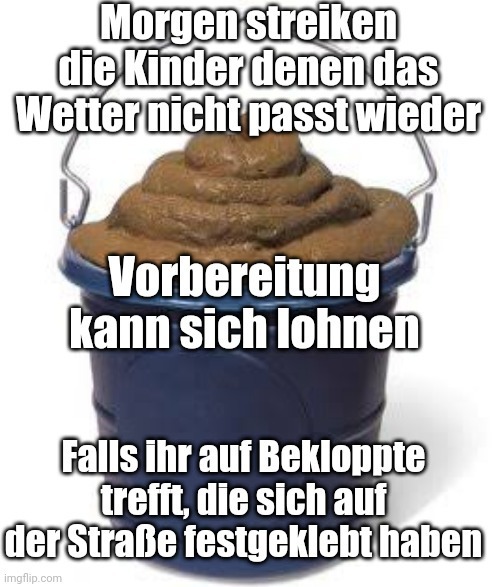 Morgen streiken
die Kinder denen das
Wetter nicht passt wieder
Vorbereitung
kann sich lohnen
Falls ihr auf Bekloppte
trefft, die sich auf
der Straße festgeklebt haben
imgflip.com